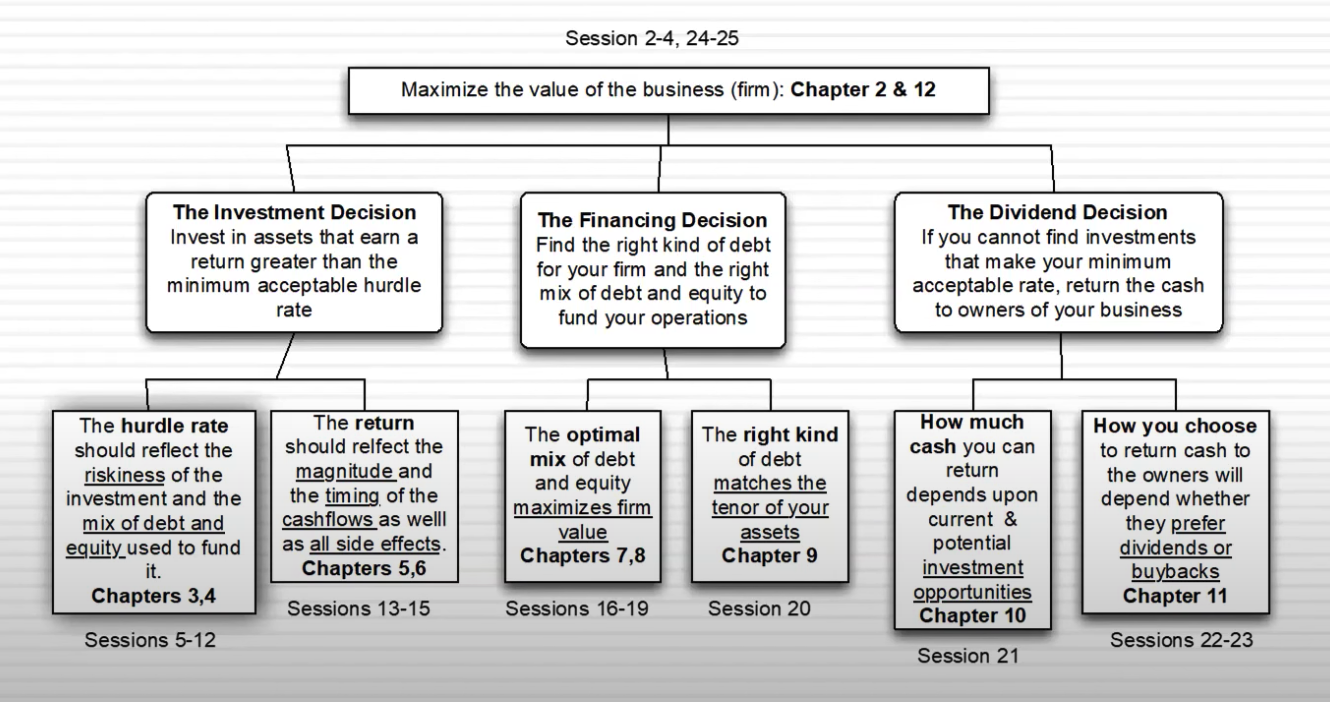 Session 2-4, 24-25
Maximize the value of the business (firm): Chapter 2 & 12
The Investment Decision
Invest in assets that earn a
return greater than the
minimum acceptable hurdle
rate
The Financing Decision
Find the right kind of debt
for your firm and the right
mix of debt and equity to
fund your operations
The Dividend Decision
If you cannot find investments
that make your minimum
acceptable rate, return the cash
to owners of your business
The hurdle rate
should reflect the
riskiness of the
investment and the
mix of debt and
equity used to fund
it.
Chapters 3,4
Sessions 5-12
The return
should relfect the
magnitude and
the timing of the
cashflows as welll
as all side effects.
Chapters 5,6
Sessions 13-15
The optimal
mix of debt
and equity
maximizes firm
value
Chapters 7,8
Sessions 16-19
The right kind
of debt
matches the
tenor of your
assets
Chapter 9
Session 20
How much
cash you can
return
depends upon
current &
potential
investment
opportunities
Chapter 10
Session 21
How you choose
to return cash to
the owners will
depend whether
they prefer
dividends or
buybacks
Chapter 11
Sessions 22-23